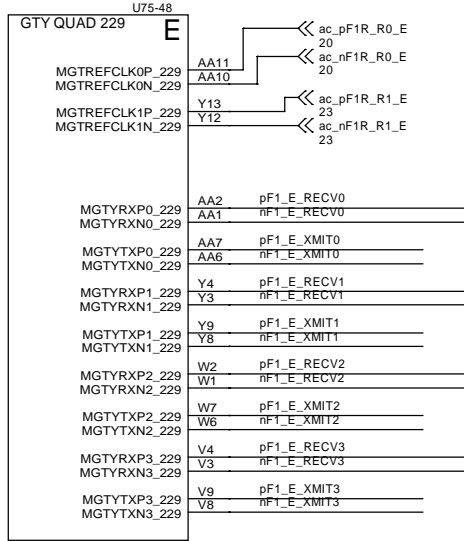 U75-48
GTY QUAD 229 E
MGTREFCLK0P_229 AA11 ac_pF1R_R0_E
20
MGTREFCLK0N_229 AA10 ac_nF1R_R0_E
20
MGTREFCLK1P_229 Y13 ac_pF1R_R1_E
23
MGTREFCLK1N_229 Y12 ac_nF1R_R1_E
23
MGTYRXP0_229 AA2 pF1_E_RECV0
MGTYRXN0_229 AA1 nF1_E_RECV0
MGTYTXP0_229 AA7 pF1_E_XMIT0
MGTYTXN0_229 AA6 nF1_E_XMIT0
MGTYRXP1_229 Y4 pF1_E_RECV1
MGTYRXN1_229 Y3 nF1_E_RECV1
MGTYTXP1_229 Y9 pF1_E_XMIT1
MGTYTXN1_229 Y8 nF1_E_XMIT1
MGTYRXP2_229 W2 pF1_E_RECV2
MGTYRXN2_229 W1 nF1_E_RECV2
MGTYTXP2_229 W7 pF1_E_XMIT2
MGTYTXN2_229 W6 nF1_E_XMIT2
MGTYRXP3_229 V4 pF1_E_RECV3
MGTYRXN3_229 V3 nF1_E_RECV3
MGTYTXP3_229 V9 pF1_E_XMIT3
MGTYTXN3_229 V8 nF1_E_XMIT3